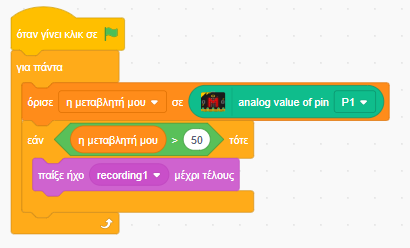 όταν γίνει κλικ σε
για πάντα
όρισε η μεταβλητή μου σε analog value of pin P1
εάν η μεταβλητή μου > 50 τότε
παίξε ήχο recording1 μέχρι τέλους